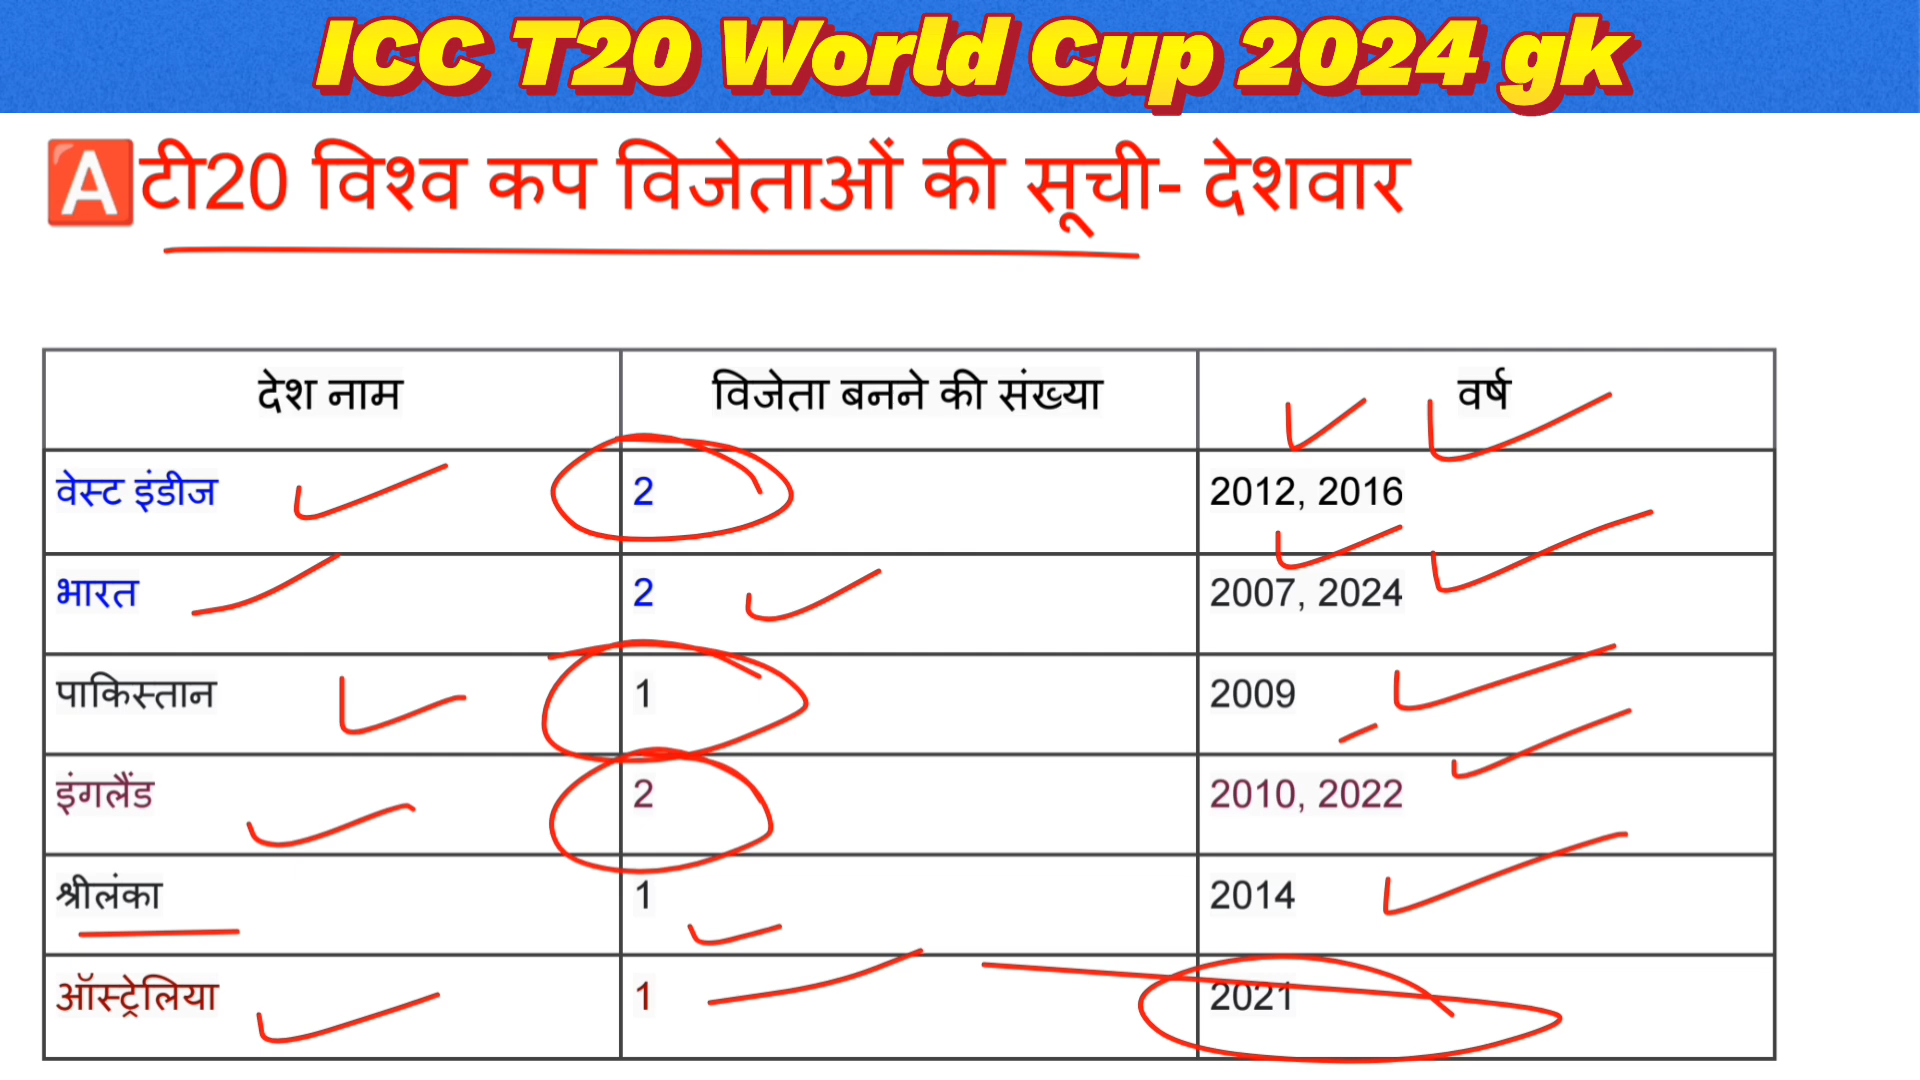 ICC T20 World Cup 2024 gk
🅰टी20 विश्व कप विजेताओं की सूची- देशवार
देश नाम विजेता बनने की संख्या वर्ष
वेस्ट इंडीज 2 2012, 2016
भारत 2 2007, 2024
पाकिस्तान 1 2009
इंगलैंड 2 2010, 2022
श्रीलंका 1 2014
ऑस्ट्रेलिया 1 2021